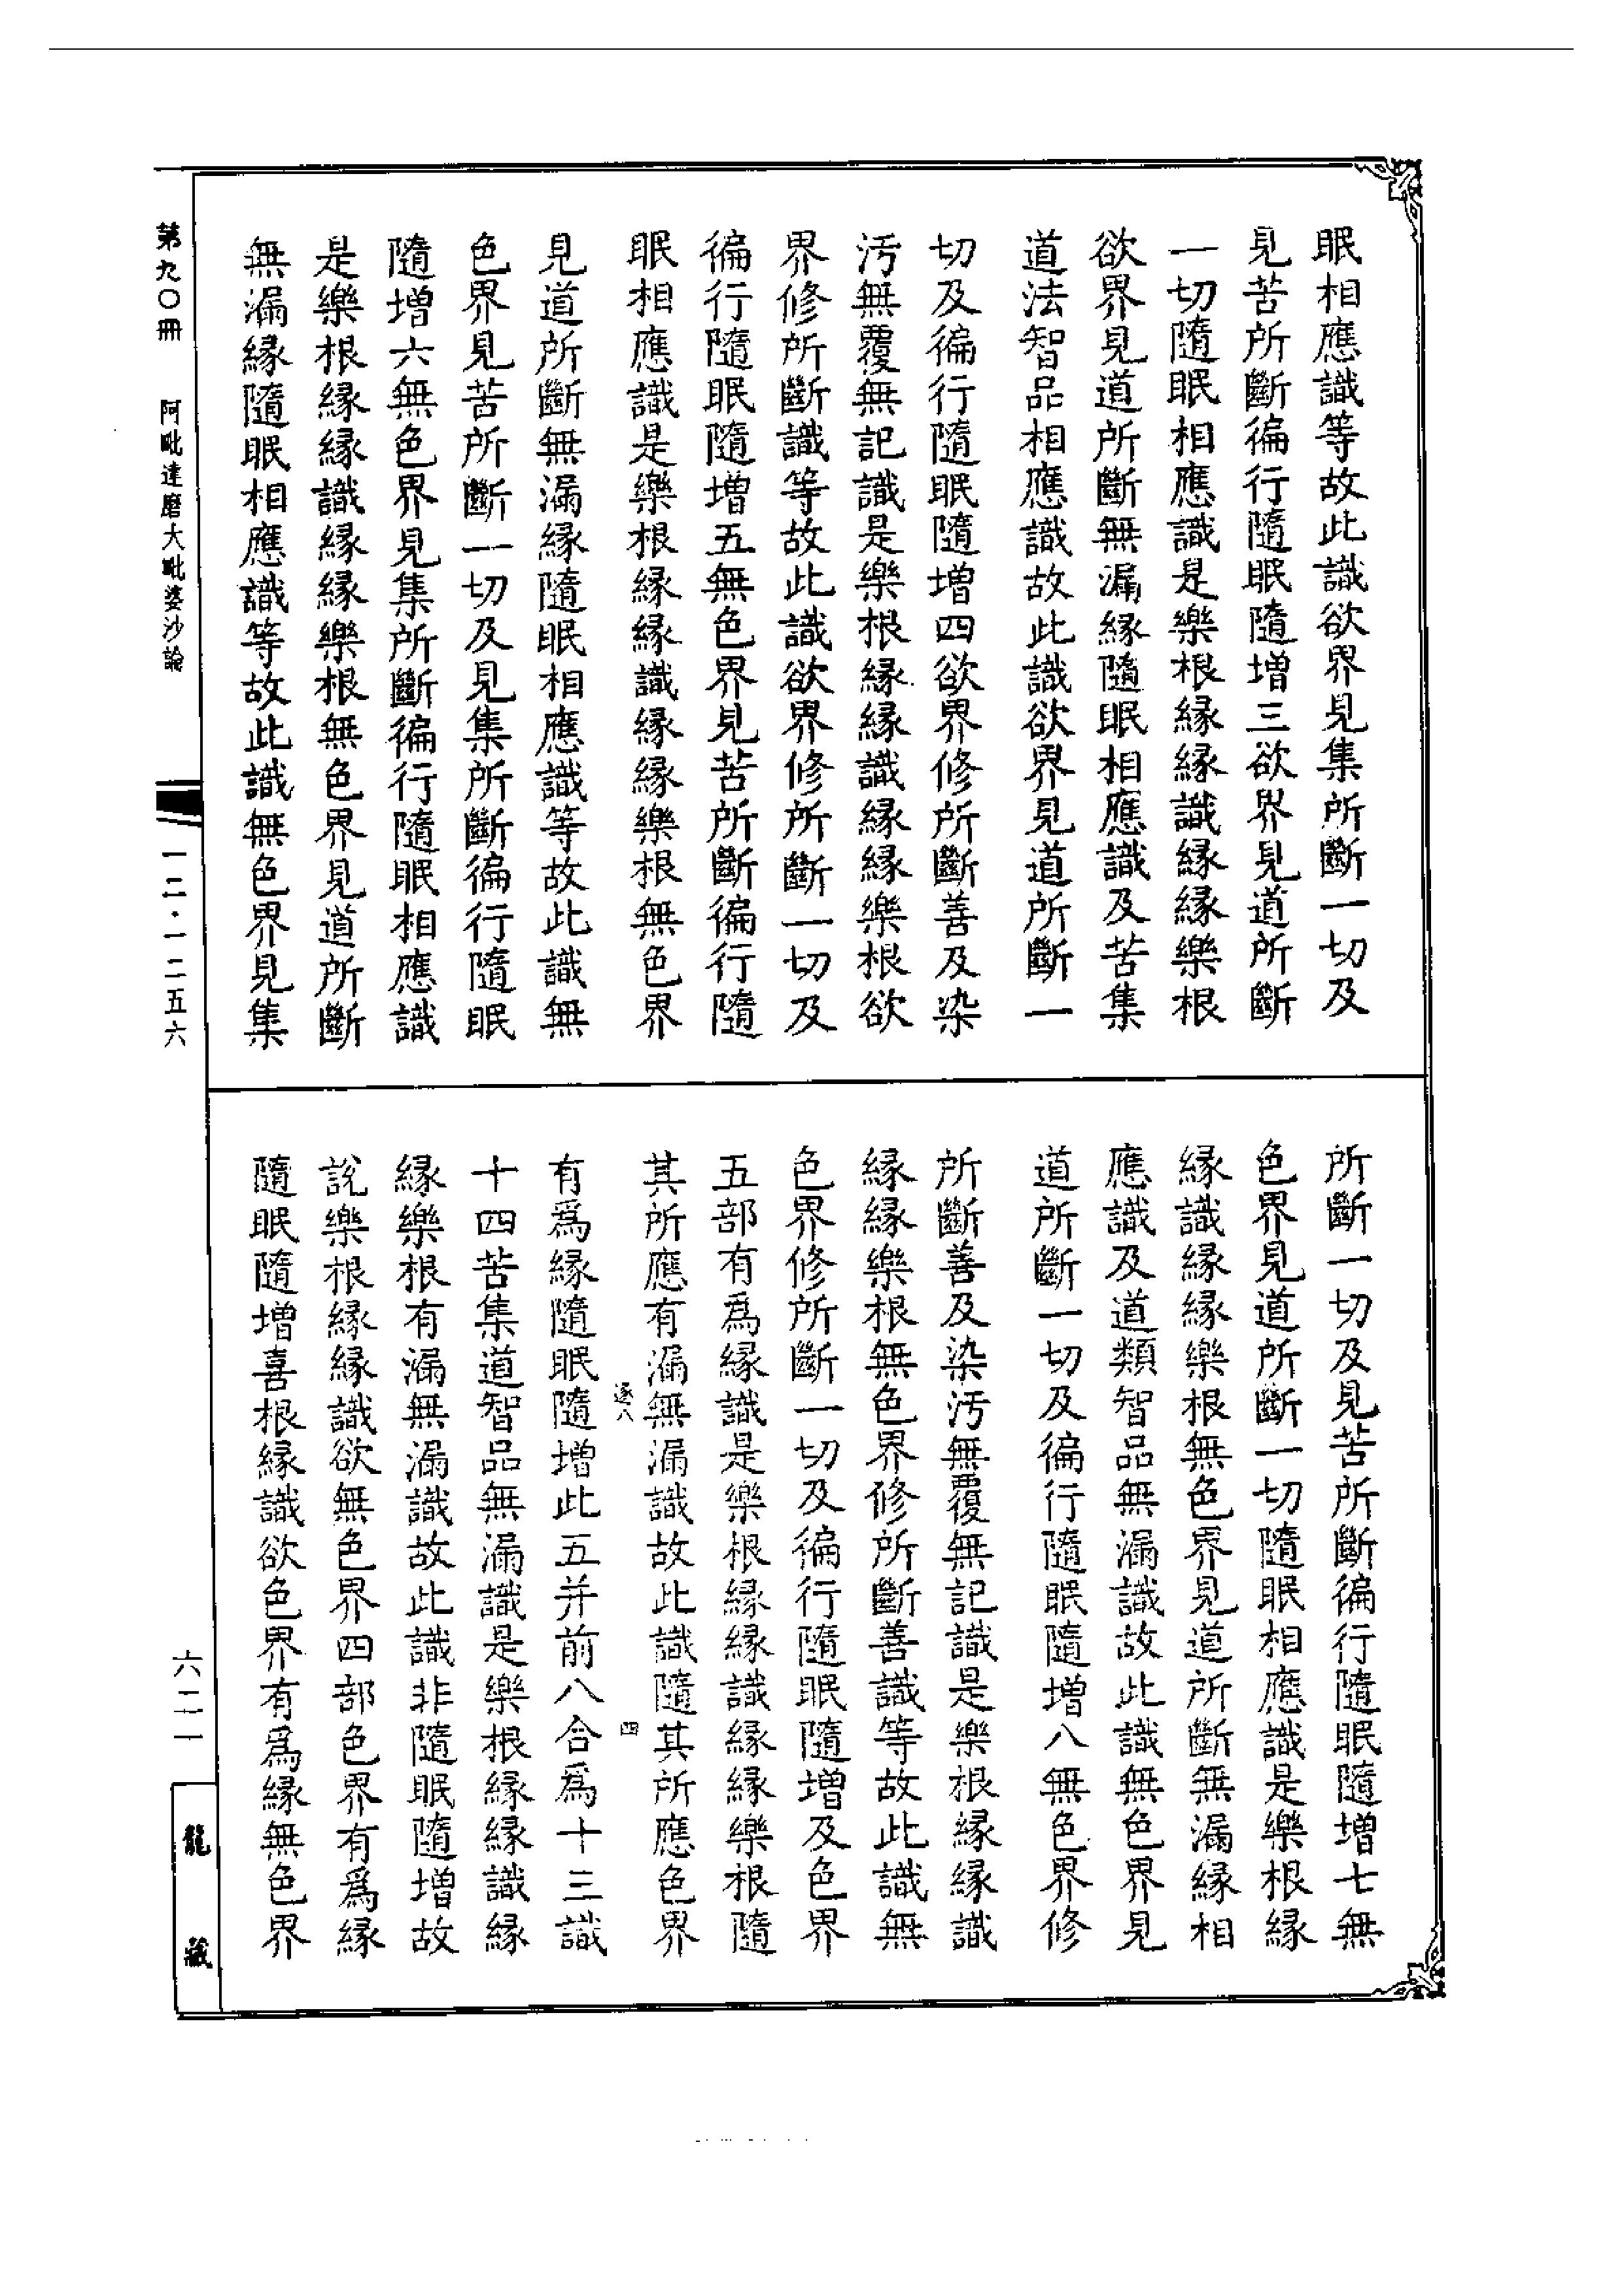 眠相應識等故此識欲界見集所斷一切及
見苦所斷徧行隨眠隨增三欲界見道所斷
一切隨眠相應識是樂根緣緣識緣緣樂根
欲界見道所斷無漏緣隨眠相應識及苦集
道法智品相應識故此識欲界見道所斷一
切及徧行隨眠隨增四欲界修所斷善及染
汚無覆無記識是樂根緣緣識緣緣樂根欲
界修所斷識等故此識欲界修所斷一切及
徧行隨眠隨增五無色界見苦所斷徧行隨
眠相應識是樂根緣緣識緣緣樂根無色界
見道所斷無漏緣隨眠相應識等故此識無
色界見苦所斷一切及見集所斷徧行隨眠
隨增六無色界見集所斷徧行隨眠相應識
是樂根緣緣識緣緣樂根無色界見道所斷
無漏緣隨眠相應識等故此識無色界見集
所斷一切及見苦所斷徧行隨眠隨增七無
色界見道所斷一切隨眠相應識是樂根緣
緣識緣緣樂根無色界見道所斷無漏緣相
應識及道類智品無漏識故此識無色界見
道所斷一切及徧行隨眠隨增八無色界修
所斷善及染汚無覆無記識是樂根緣緣識
緣緣樂根無色界修所斷善識等故此識無
色界修所斷一切及徧行隨眠隨增及色界
五部有爲緣識是樂根緣緣識緣緣樂根隨
其所應有漏無漏識故此識隨其所應色界
逐八 四
有爲緣隨眠隨增此五并前八合爲十三識
十四苦集道智品無漏識是樂根緣緣識緣
緣樂根有漏無漏識故此識非隨眠隨增故
說樂根緣緣識欲無色界四部色界有爲緣
隨眠隨增喜根緣識欲色界有爲緣無色界
第九〇冊 阿毗達磨大毗婆沙論 一二·一二五六
六二一 龍藏